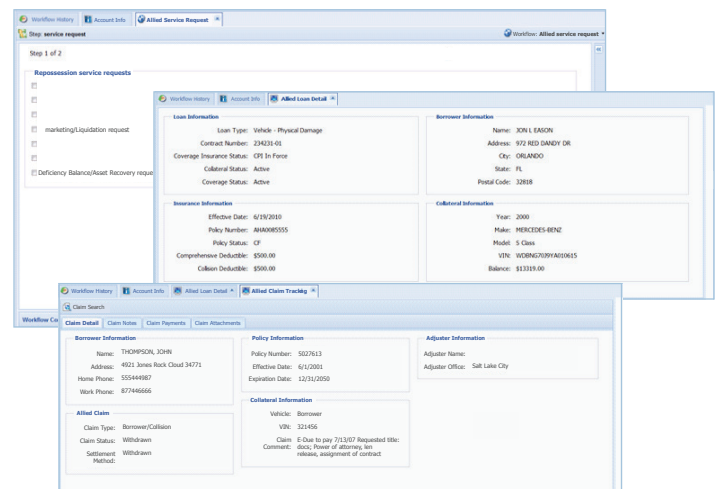 Workflow History
Account Info
Allied Service Request
Step service request
Workflow: Allied service request
Step 1 of 2
Repossession service requests
marketing/Liquidation request
Deficiency Balance/Asset Recovery reque
Workflow Co
Workflow History
Account Info
Allied Loan Detail
Loan Information
Loan Type: Vehicle - Physical Damage
Contract Number: 234231-01
Coverage Insurance Status: CPI In Force
Collateral Status: Active
Coverage Status: Active
Borrower Information
Name: JON L EASON
Address: 972 RED DANDY DR
City: ORLANDO
State: FL
Postal Code: 32818
Insurance Information
Effective Date: 6/19/2010
Policy Number: AHA0085555
Policy Status: CF
Comprehensive Deductible: $500.00
Collison Deductible: $500.00
Collateral Information
Year: 2000
Make: MERCEDES-BENZ
Model: S Class
VIN: WDBNG70J9YA010615
Balance: $13319.00
Workflow History
Account Info
Allied Loan Detail
Allied Claim Tracking
Claim Search
Claim Detail
Claim Notes
Claim Payments
Claim Attachments
Borrower Information
Name: THOMPSON, JOHN
Address: 4921 Jones Rock Cloud 34771
Home Phone: 555444987
Work Phone: 877446666
Policy Information
Policy Number: 5027613
Effective Date: 6/1/2001
Expiration Date: 12/31/2050
Adjuster Information
Adjuster Name:
Adjuster Office: Salt Lake City
Allied Claim
Claim Type: Borrower/Collision
Claim Status: Withdrawn
Settlement Withdrawn
Method:
Collateral Information
Vehicle: Borrower
VIN: 321456
Claim E-Due to pay 7/13/07 Requested title:
Comment: docs; Power of attorney, len
release, assignment of contract